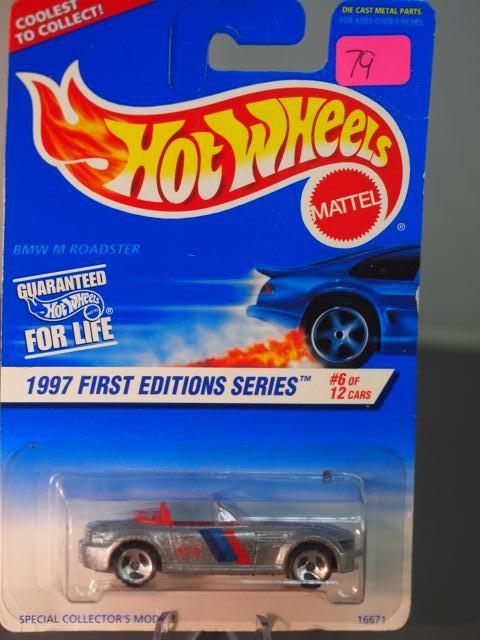 COOLEST
TO COLLECT!
DIE CAST METAL PARTS
FOR AGES OVER 3 YEARS.
79
HOT WHEELS
MATTEL
®
BMW M ROADSTER
GUARANTEED
HOT WHEELS
MATTEL
®
FOR LIFE
1997 FIRST EDITIONS SERIES™
#6 OF
12 CARS
SPECIAL COLLECTOR'S MODEL
16671